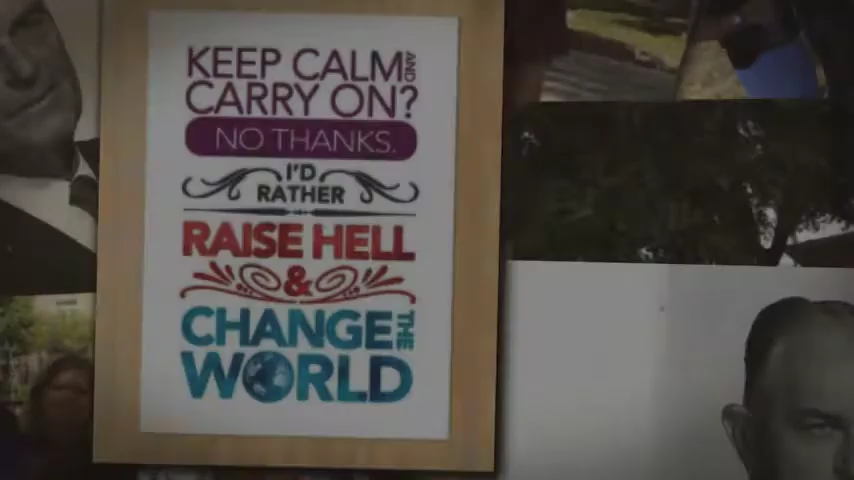 KEEP CALM AND
CARRY ON?
NO THANKS.
I'D
RATHER
RAISE HELL
&
CHANGE THE
WORLD